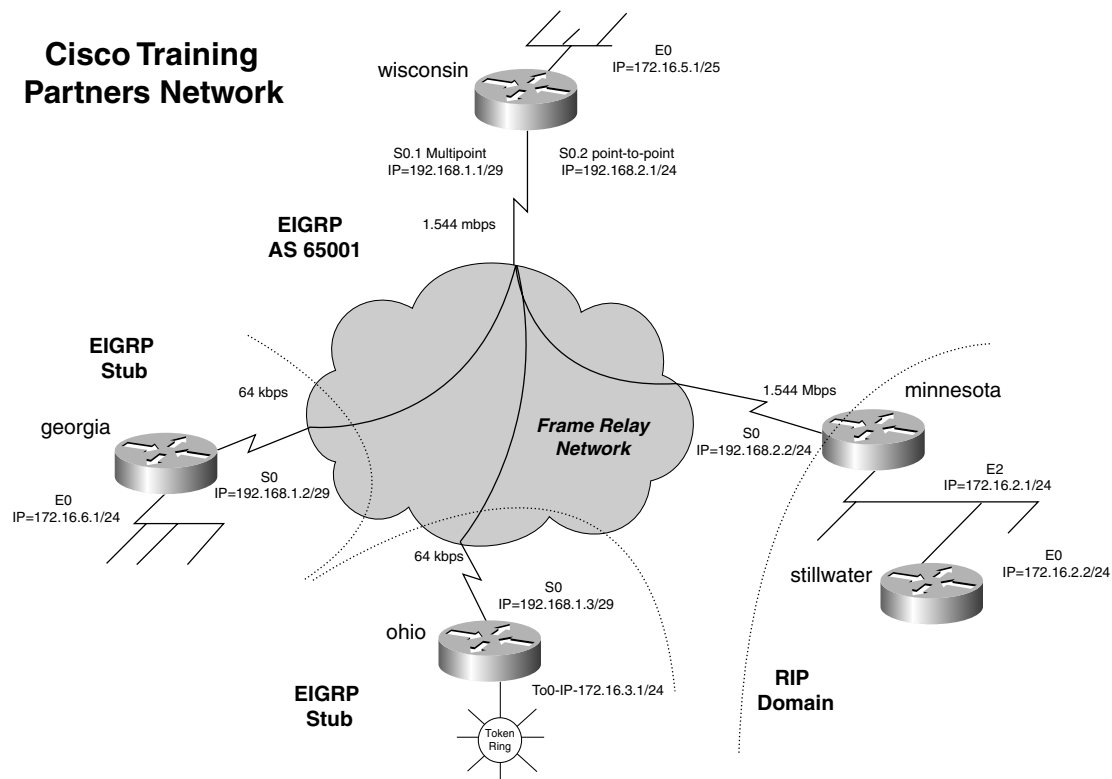 Cisco Training
Partners Network
wisconsin
E0
IP=172.16.5.1/25
S0.1 Multipoint
IP=192.168.1.1/29
S0.2 point-to-point
IP=192.168.2.1/24
EIGRP
AS 65001
1.544 mbps
EIGRP
Stub
64 kbps
georgia
S0
IP=192.168.1.2/29
E0
IP=172.16.6.1/24
Frame Relay
Network
1.544 Mbps
minnesota
S0
IP=192.168.2.2/24
E2
IP=172.16.2.1/24
stillwater
E0
IP=172.16.2.2/24
64 kbps
S0
IP=192.168.1.3/29
ohio
To0-IP-172.16.3.1/24
EIGRP
Stub
Token
Ring
RIP
Domain